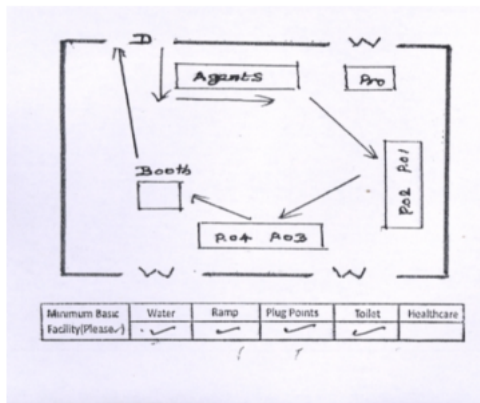 D W
Agents Pro
PO2 PO1
Booth
PO4 PO3
W W
Minimum Basic Water Ramp Plug Points Toilet Healthcare
Facility(Please✓) ✓ ✓ ✓ ✓